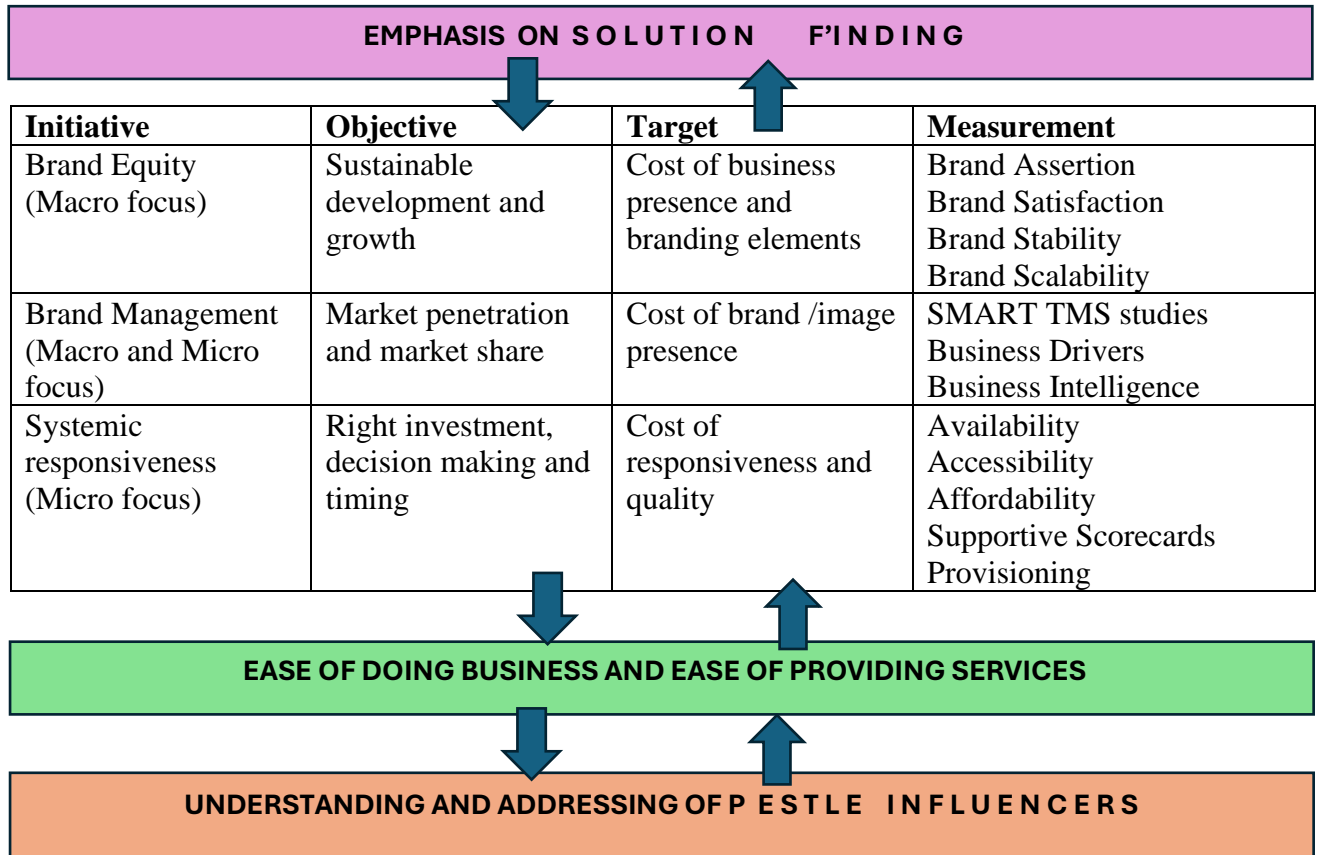 EMPHASIS ON S O L U T I O N F'I N D I N G
Initiative Objective Target Measurement
Brand Equity
(Macro focus)
Sustainable
development and
growth
Cost of business
presence and
branding elements
Brand Assertion
Brand Satisfaction
Brand Stability
Brand Scalability
Brand Management
(Macro and Micro
focus)
Market penetration
and market share
Cost of brand /image
presence
SMART TMS studies
Business Drivers
Business Intelligence
Systemic
responsiveness
(Micro focus)
Right investment,
decision making and
timing
Cost of
responsiveness and
quality
Availability
Accessibility
Affordability
Supportive Scorecards
Provisioning
EASE OF DOING BUSINESS AND EASE OF PROVIDING SERVICES
UNDERSTANDING AND ADDRESSING OF P E S T L E I N F L U E N C E R S